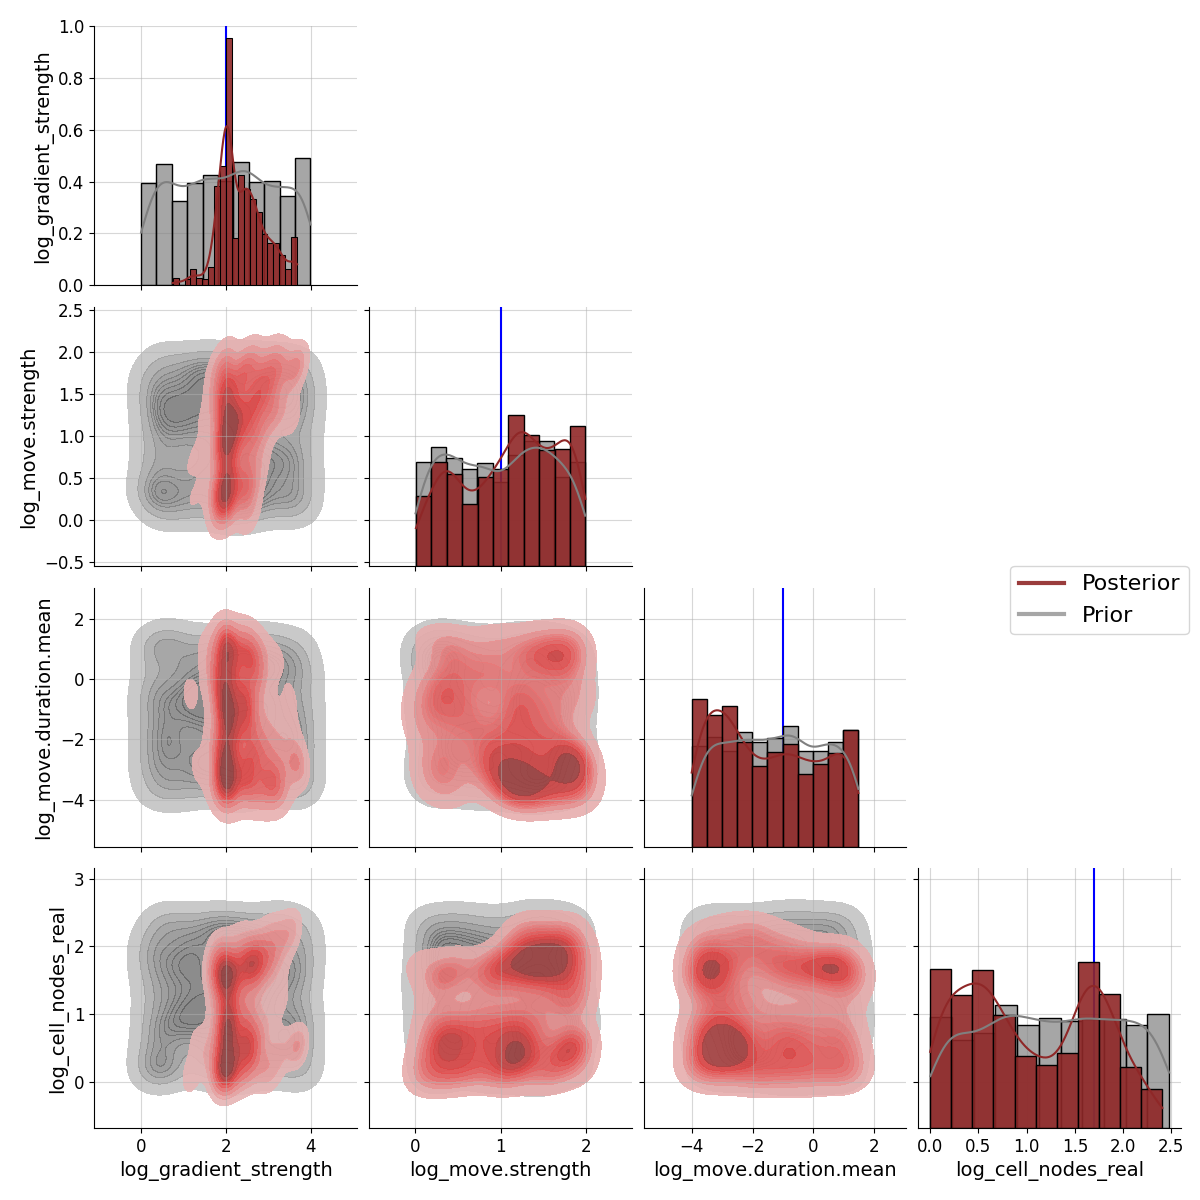 1.0
0.8
0.6
0.4
0.2
0.0
log_gradient_strength
2.5
2.0
1.5
1.0
0.5
0.0
−0.5
log_move.strength
2
0
−2
−4
log_move.duration.mean
Posterior
Prior
3
2
1
0
log_cell_nodes_real
0 2 4
log_gradient_strength
0 1 2
log_move.strength
−4 −2 0 2
log_move.duration.mean
0.0 0.5 1.0 1.5 2.0 2.5
log_cell_nodes_real